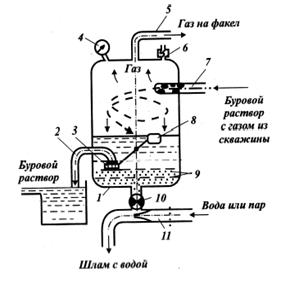 5
Газ на факел
4
6
Газ
7
Буровой
раствор
с газом из
скважины
3
2
8
Буровой
раствор
9
1
10
Вода или пар
11
Шлам с водой